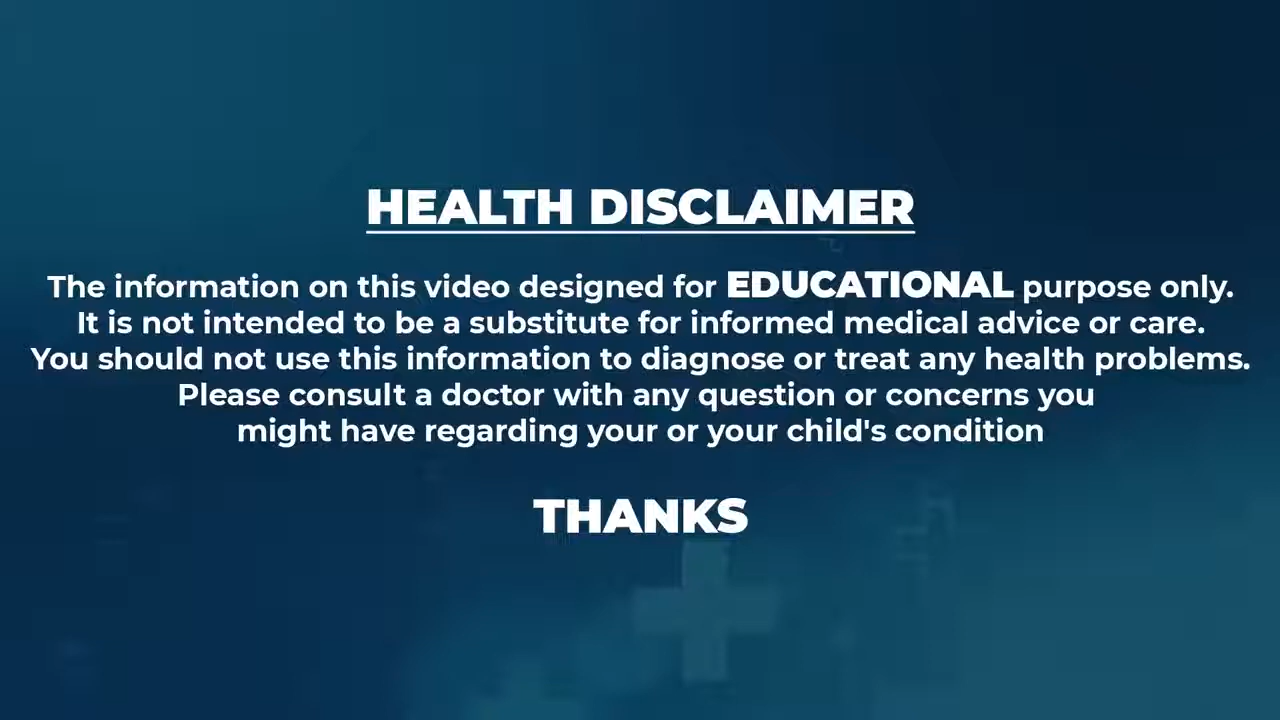 HEALTH DISCLAIMER
The information on this video designed for EDUCATIONAL purpose only.
It is not intended to be a substitute for informed medical advice or care.
You should not use this information to diagnose or treat any health problems.
Please consult a doctor with any question or concerns you
might have regarding your or your child's condition
THANKS